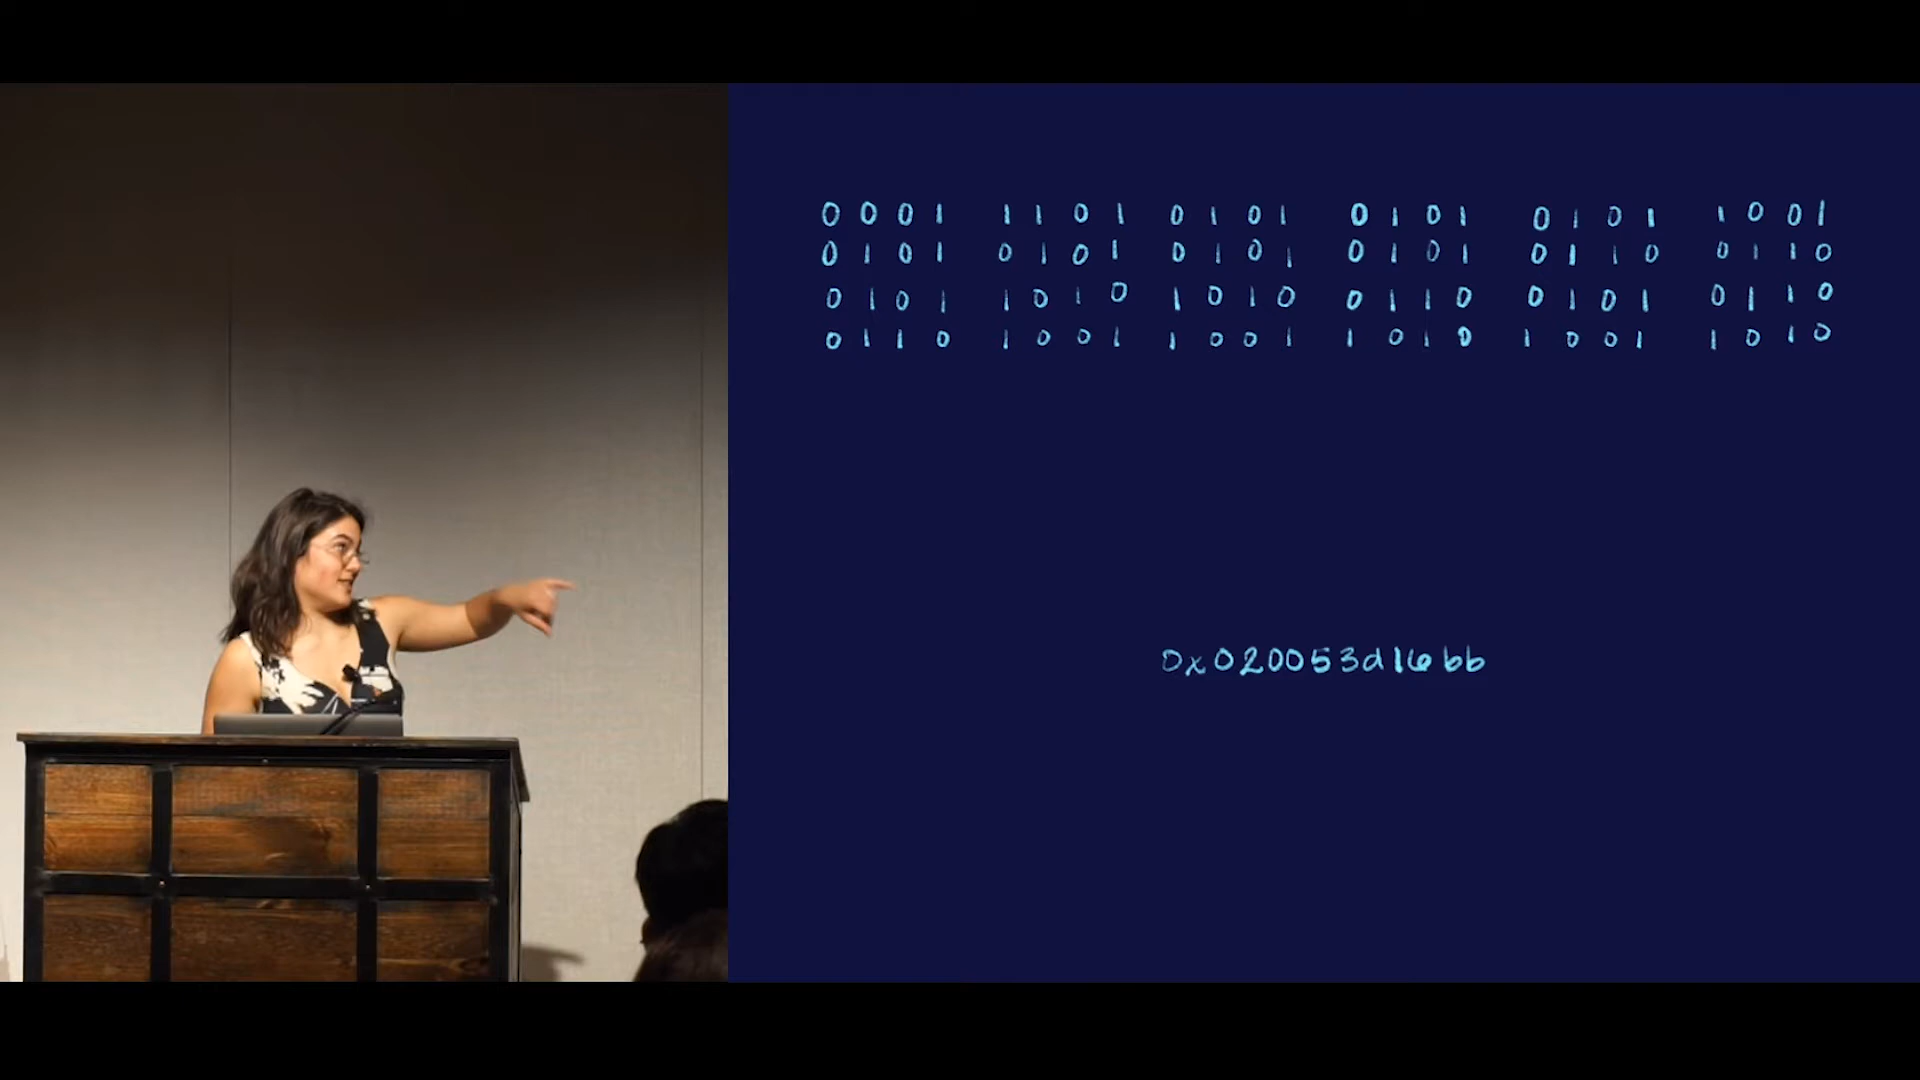 0001 1101 0101 0101 0101 1001
0101 0101 0101 0101 0110 0110
0101 1010 1010 0110 0101 0110
0110 1001 1001 1010 1001 1010
0x020053d16bb